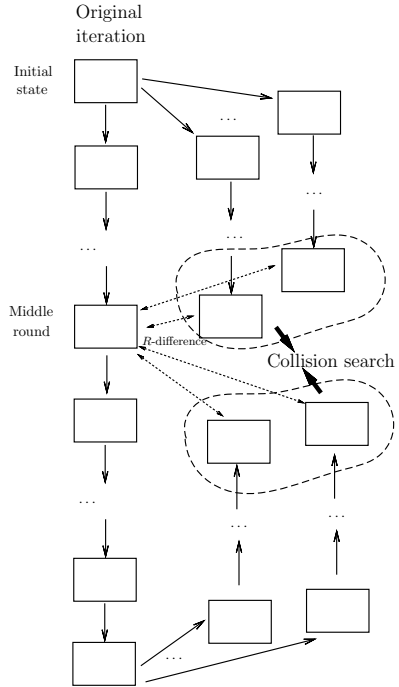 Original
iteration
Initial
state
...
...
...
...
Middle
round
R-difference
Collision search
...
...
...
...